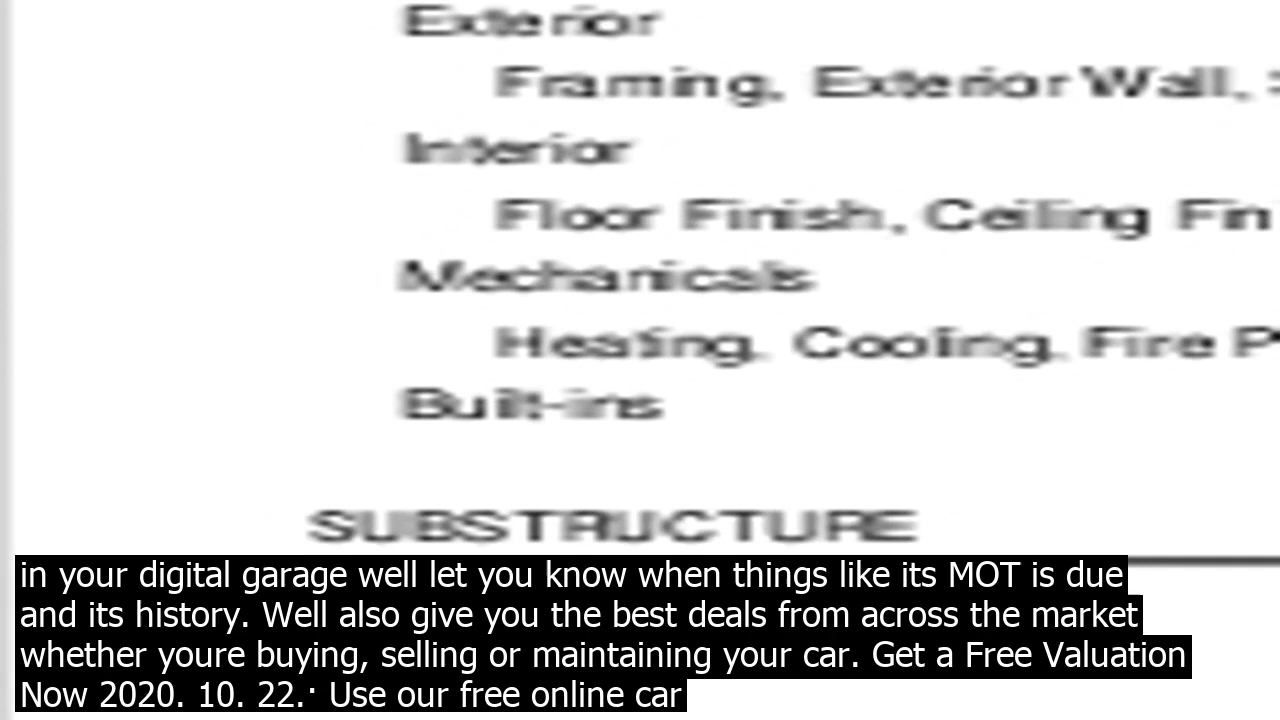 Exterior
Framing, Exterior Wall,
Interior
Floor Finish, Ceiling Fin
Mechanicals
Heating, Cooling, Fire P
Built-ins
SUBSTRUCTURE
in your digital garage well let you know when things like its MOT is due
and its history. Well also give you the best deals from across the market
whether youre buying, selling or maintaining your car. Get a Free Valuation
Now 2020. 10. 22.· Use our free online car